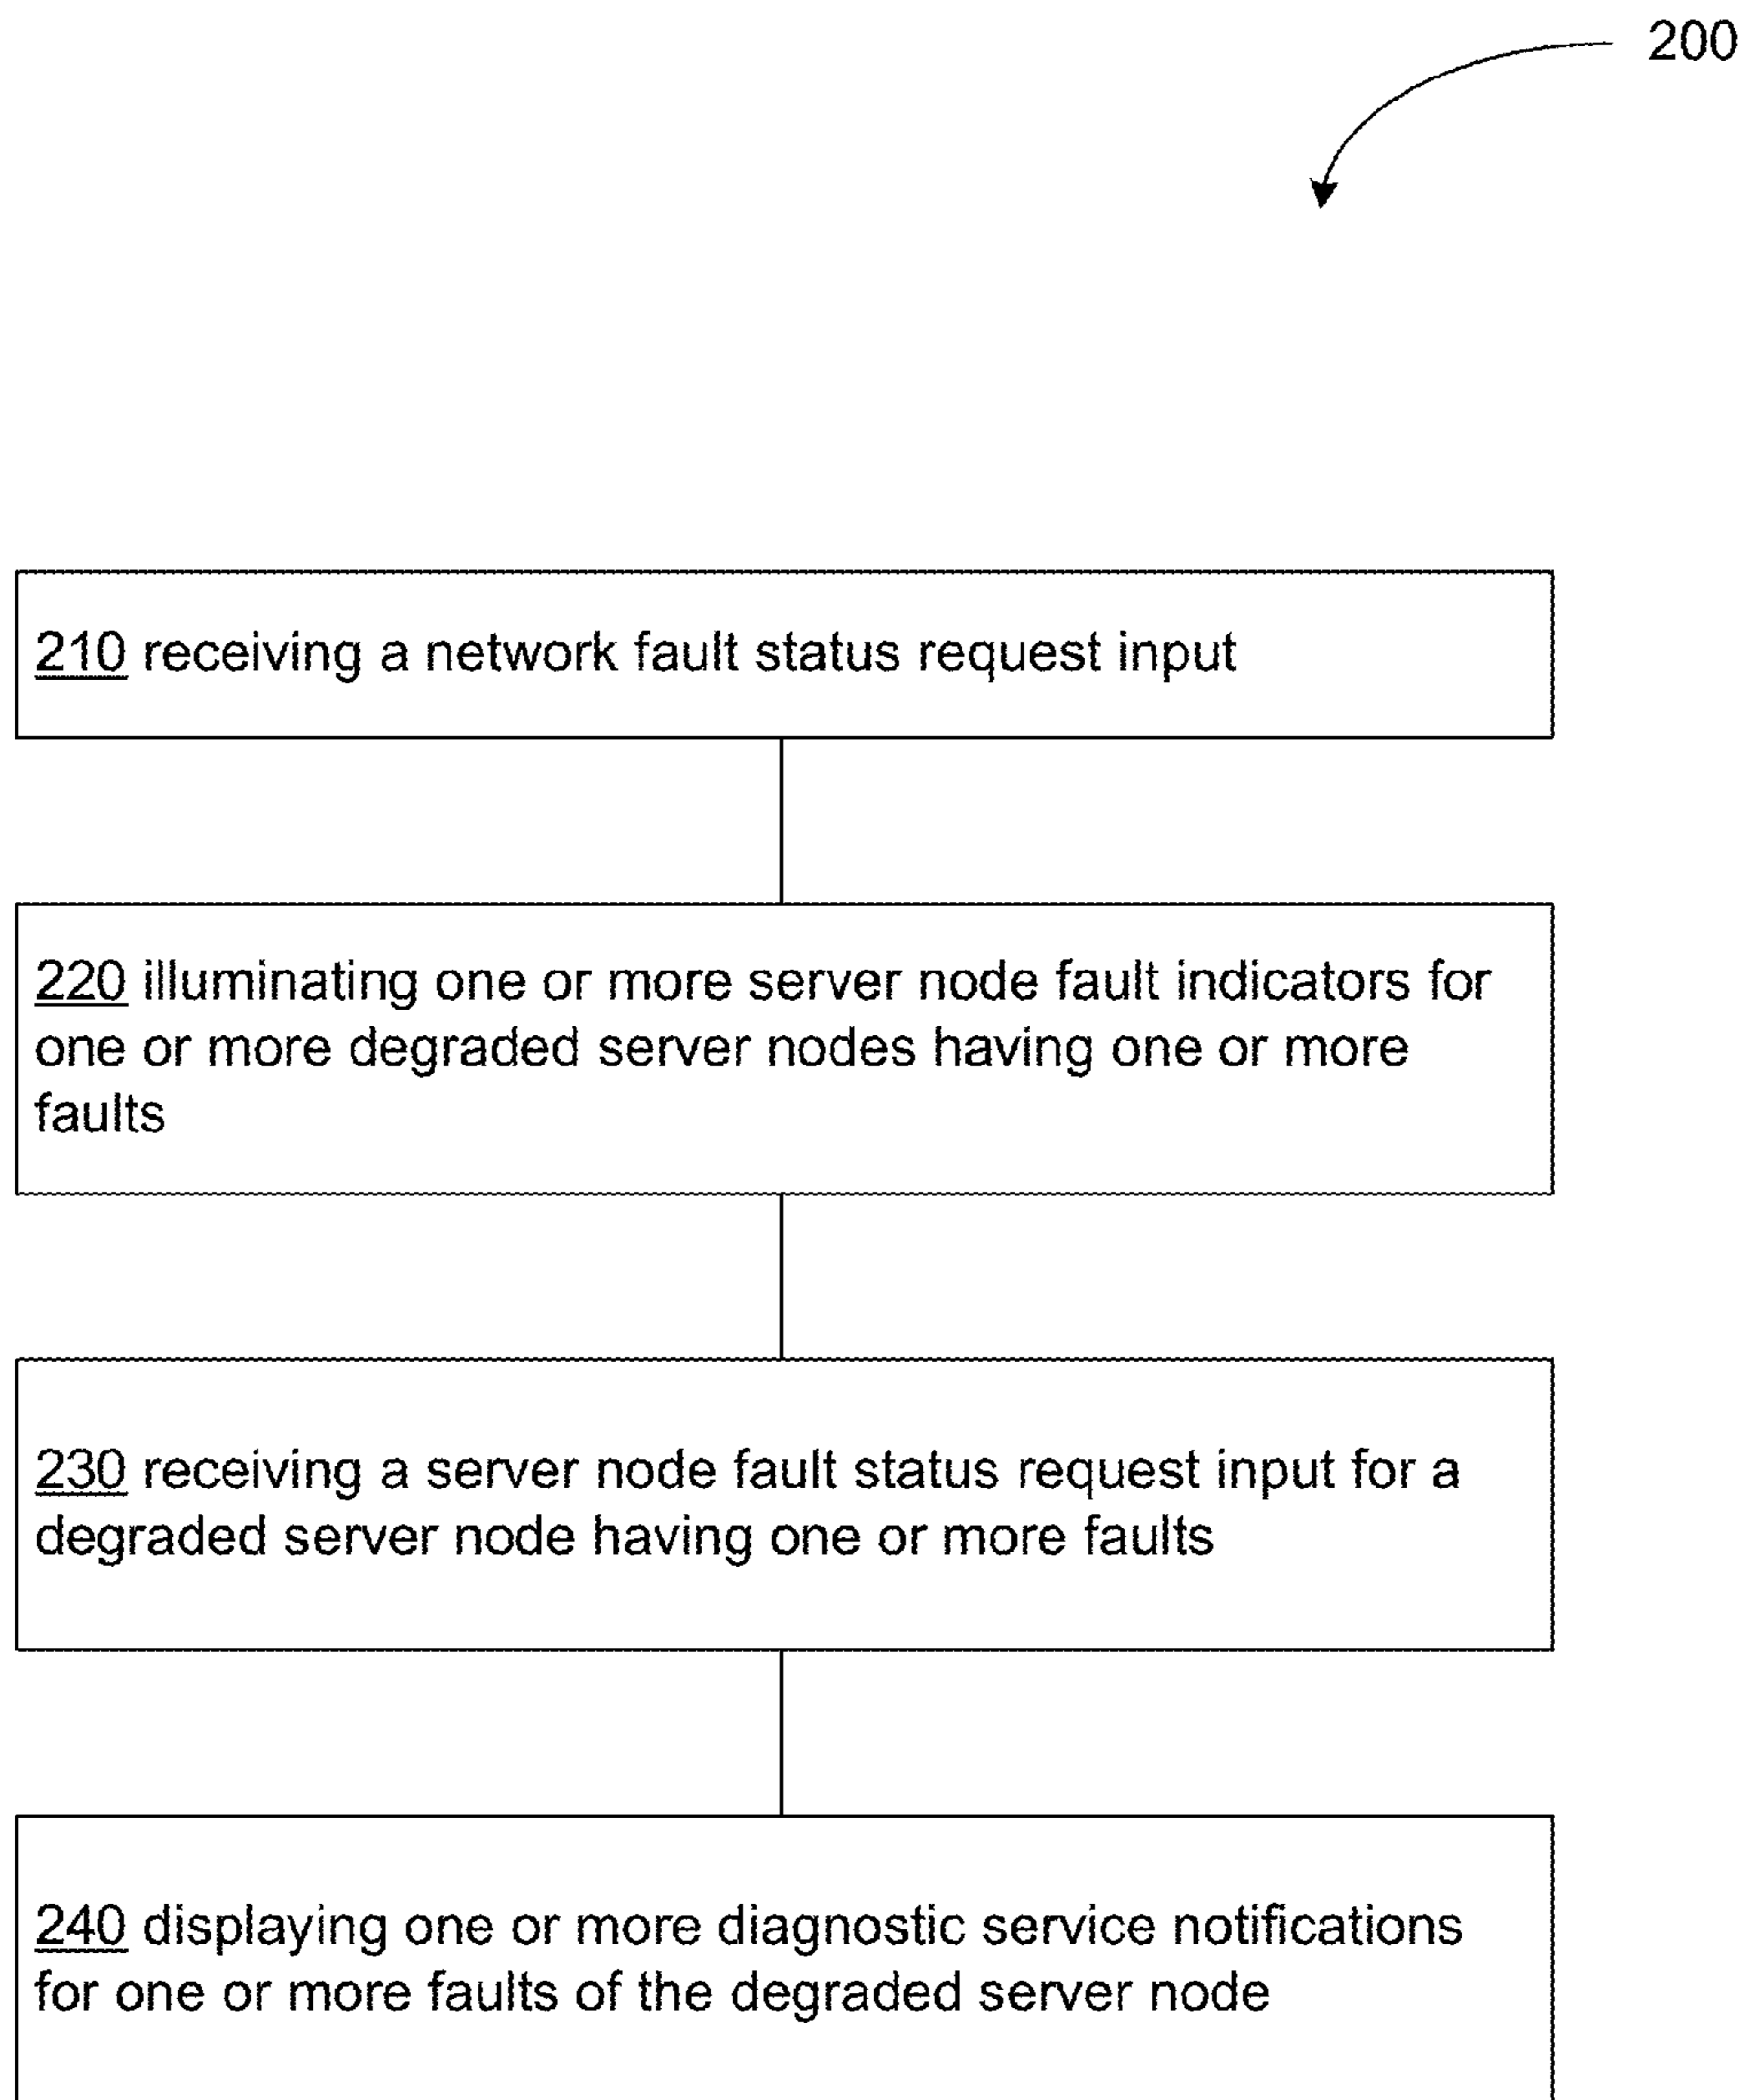 200
210 receiving a network fault status request input
220 illuminating one or more server node fault indicators for
one or more degraded server nodes having one or more
faults
230 receiving a server node fault status request input for a
degraded server node having one or more faults
240 displaying one or more diagnostic service notifications
for one or more faults of the degraded server node